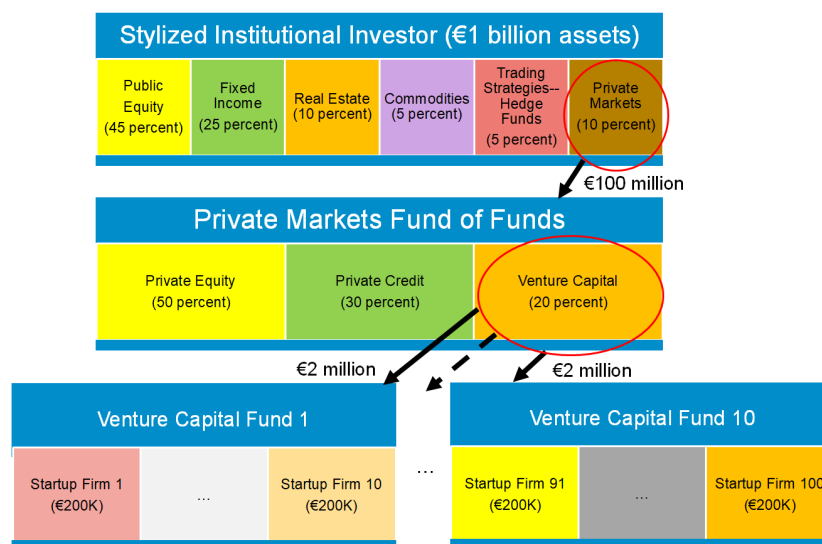 Stylized Institutional Investor (€1 billion assets)
Public
Equity
(45 percent)
Fixed
Income
(25 percent)
Real Estate
(10 percent)
Commodities
(5 percent)
Trading
Strategies--
Hedge
Funds
(5 percent)
Private
Markets
(10 percent)
€100 million
Private Markets Fund of Funds
Private Equity
(50 percent)
Private Credit
(30 percent)
Venture Capital
(20 percent)
€2 million
€2 million
Venture Capital Fund 1
Venture Capital Fund 10
Startup Firm 1
(€200K)
...
Startup Firm 10
(€200K)
...
Startup Firm 91
(€200K)
...
Startup Firm 100
(€200K)